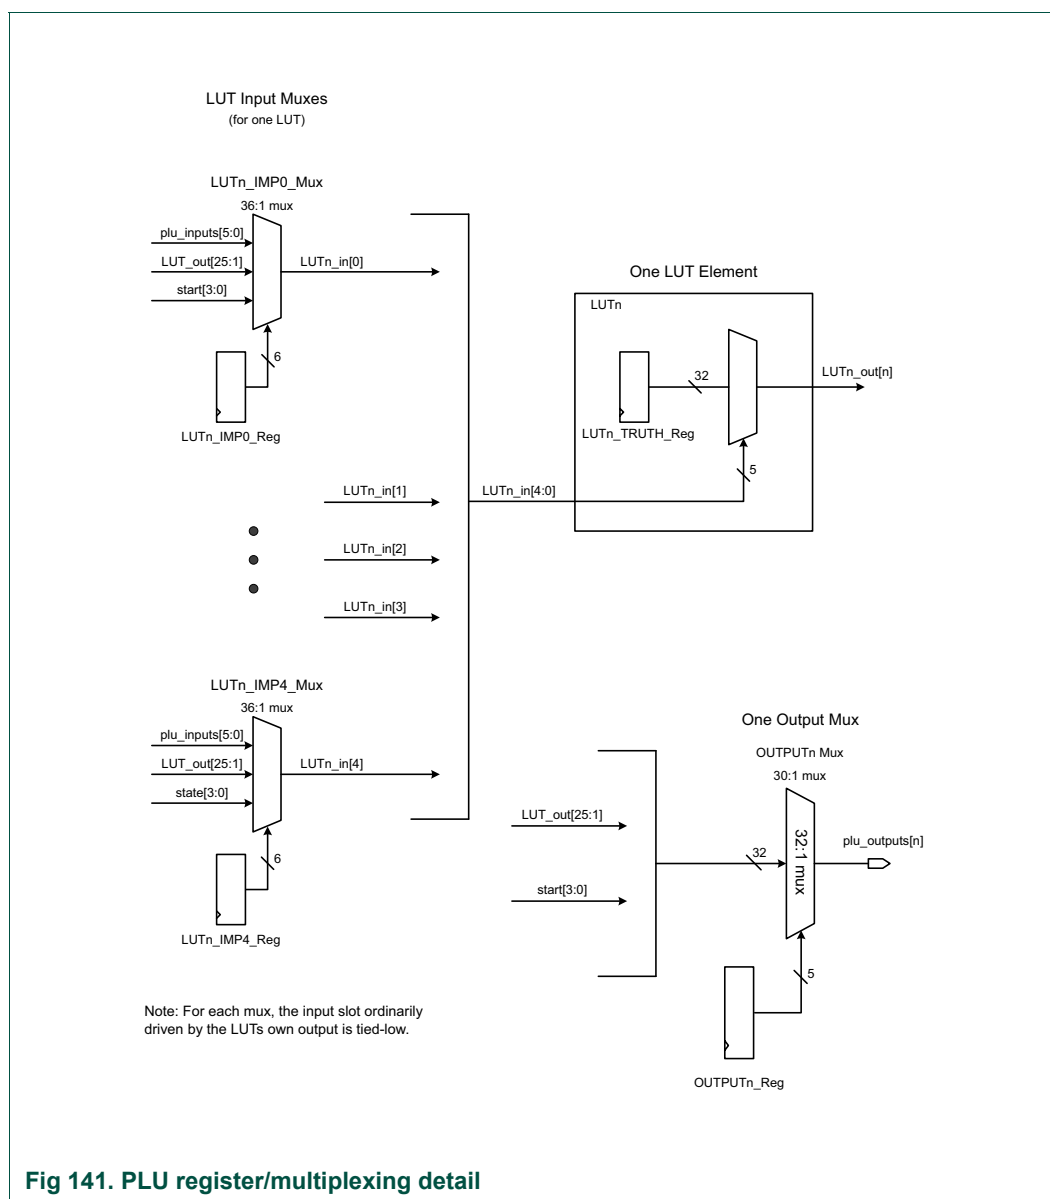 LUT Input Muxes
(for one LUT)
LUTn_IMP0_Mux
36:1 mux
plu_inputs[5:0]
LUT_out[25:1]
start[3:0]
LUTn_in[0]
6
LUTn_IMP0_Reg
LUTn_in[1]
LUTn_in[2]
LUTn_in[3]
LUTn_IMP4_Mux
36:1 mux
plu_inputs[5:0]
LUT_out[25:1]
state[3:0]
LUTn_in[4]
6
LUTn_IMP4_Reg
Note: For each mux, the input slot ordinarily
driven by the LUTs own output is tied-low.
LUTn_in[4:0]
One LUT Element
LUTn
32
LUTn_TRUTH_Reg
5
LUTn_out[n]
One Output Mux
OUTPUTn Mux
30:1 mux
LUT_out[25:1]
start[3:0]
32
32:1 mux
plu_outputs[n]
5
OUTPUTn_Reg
Fig 141. PLU register/multiplexing detail